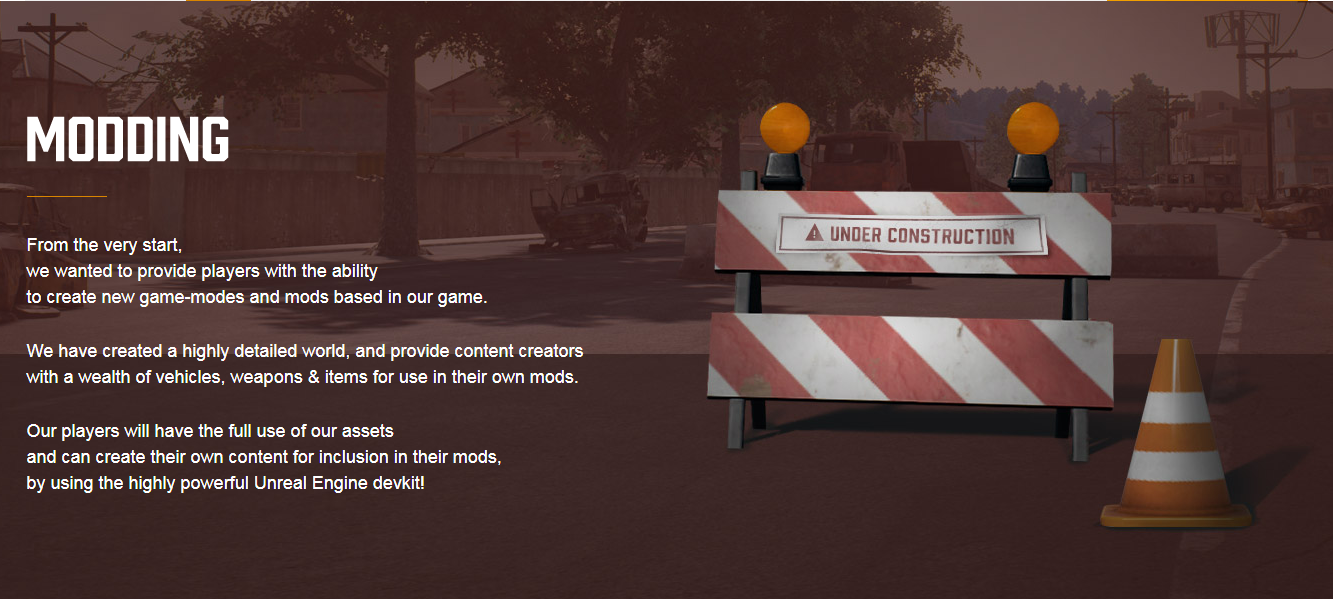 MODDING
From the very start,
we wanted to provide players with the ability
to create new game-modes and mods based in our game.
We have created a highly detailed world, and provide content creators
with a wealth of vehicles, weapons & items for use in their own mods.
Our players will have the full use of our assets
and can create their own content for inclusion in their mods,
by using the highly powerful Unreal Engine devkit!
UNDER CONSTRUCTION